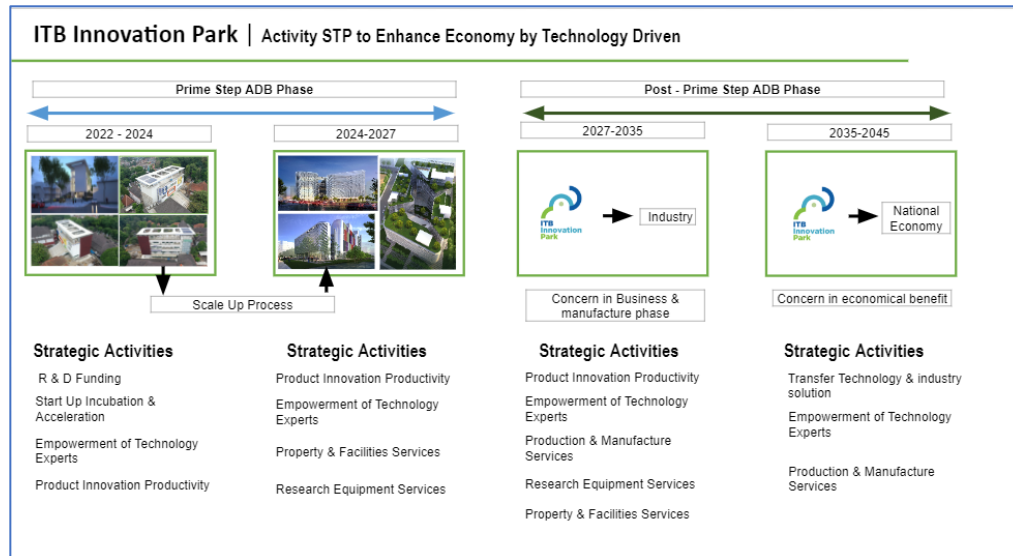 ITB Innovation Park | Activity STP to Enhance Economy by Technology Driven
Prime Step ADB Phase
Post - Prime Step ADB Phase
2022 - 2024
2024-2027
2027-2035
2035-2045
ITB
Innovation
Park
Industry
ITB
Innovation
Park
National
Economy
Scale Up Process
Concern in Business &
manufacture phase
Concern in economical benefit
Strategic Activities
R & D Funding
Start Up Incubation &
Acceleration
Empowerment of Technology
Experts
Product Innovation Productivity
Strategic Activities
Product Innovation Productivity
Empowerment of Technology
Experts
Property & Facilities Services
Research Equipment Services
Strategic Activities
Product Innovation Productivity
Empowerment of Technology
Experts
Production & Manufacture
Services
Research Equipment Services
Property & Facilities Services
Strategic Activities
Transfer Technology & industry
solution
Empowerment of Technology
Experts
Production & Manufacture
Services